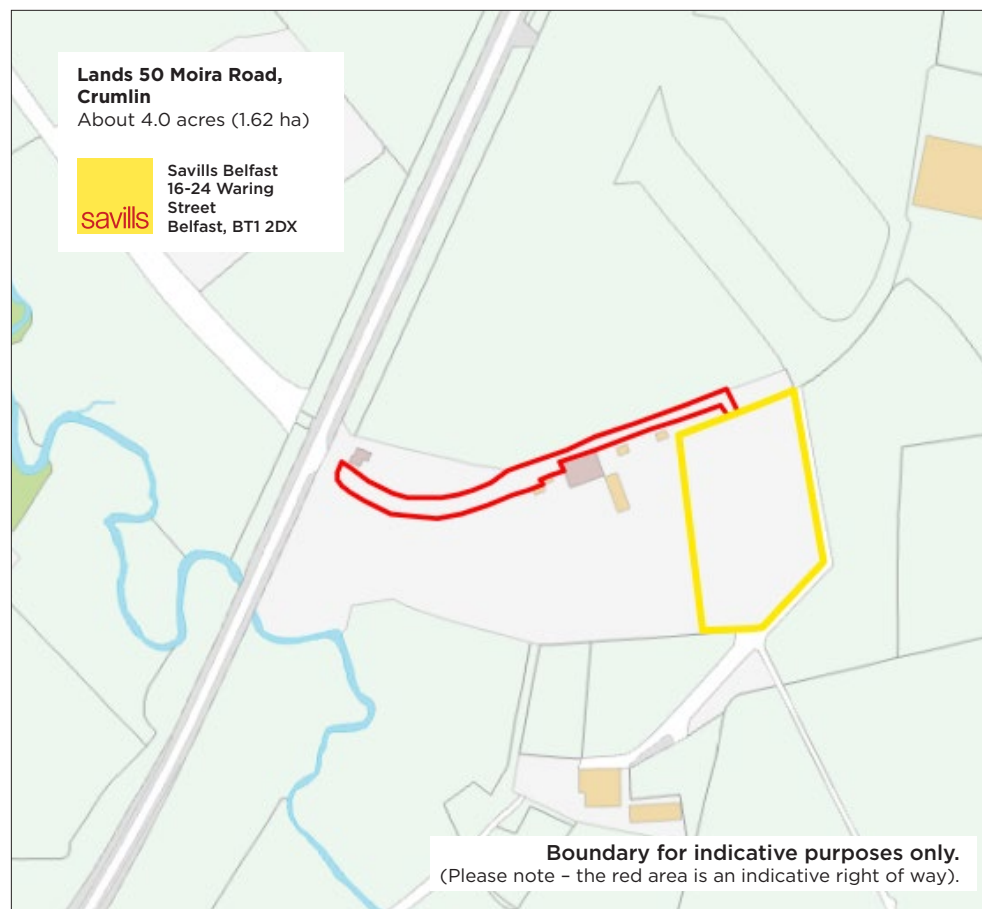 Lands 50 Moira Road,
Crumlin
About 4.0 acres (1.62 ha)
savills
Savills Belfast
16-24 Waring
Street
Belfast, BT1 2DX
Boundary for indicative purposes only.
(Please note – the red area is an indicative right of way).